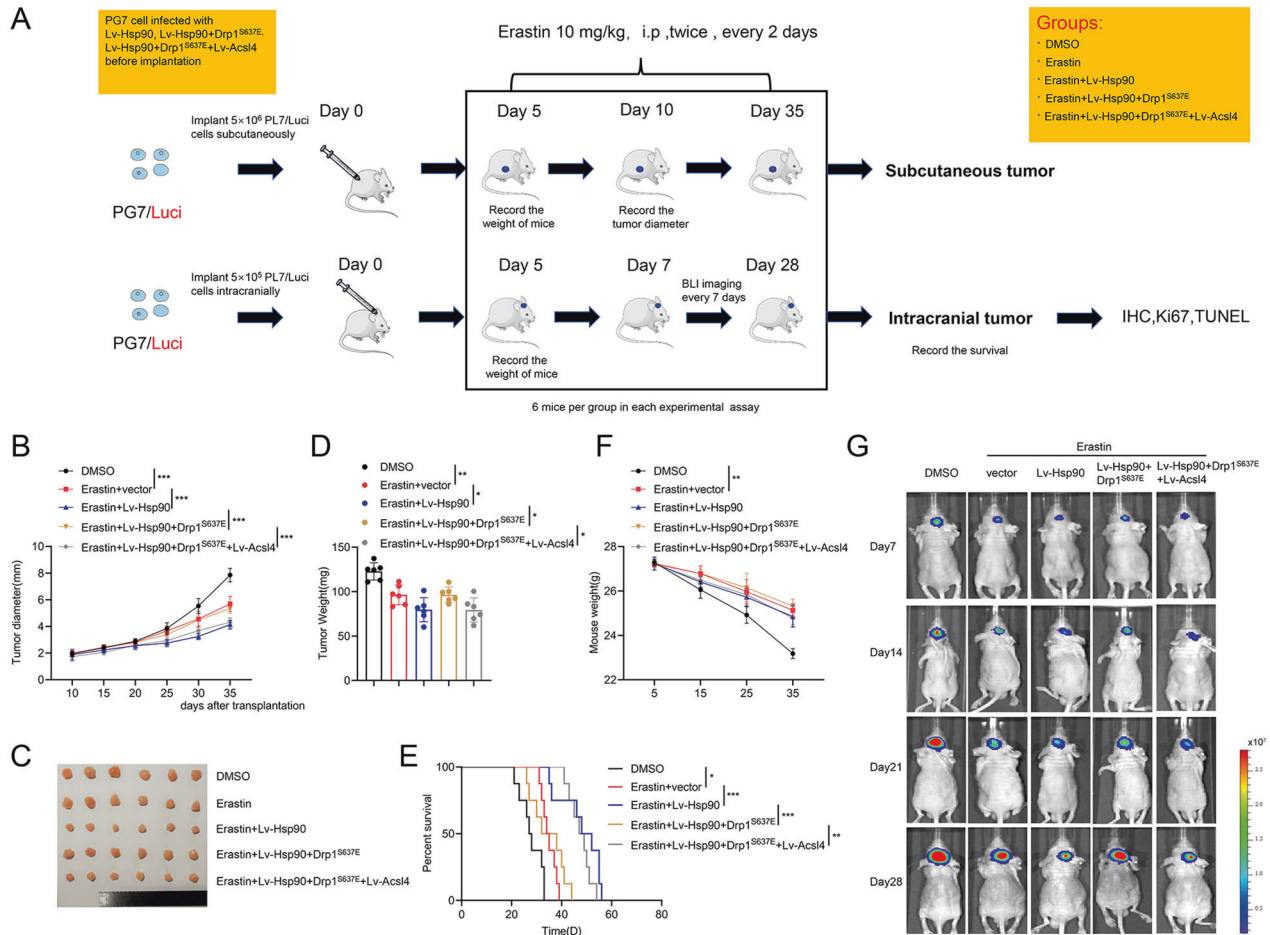 A
PG7 cell infected with
Lv-Hsp90, Lv-Hsp90+Drp1S637E,
Lv-Hsp90+Drp1S637E+Lv-Acsl4
before implantation
Erastin 10 mg/kg, i.p ,twice , every 2 days
Groups:
· DMSO
· Erastin
· Erastin+Lv-Hsp90
· Erastin+Lv-Hsp90+Drp1S637E
· Erastin+Lv-Hsp90+Drp1S637E+Lv-Acsl4
Implant 5×10⁶ PL7/Luci
cells subcutaneously
Day 0
Day 5
Day 10
Day 35
PG7/Luci
Record the
weight of mice
Record the
tumor diameter
Subcutaneous tumor
Implant 5×10⁵ PL7/Luci
cells intracranially
Day 0
Day 5
Day 7
BLI imaging
every 7 days
Day 28
PG7/Luci
Record the
weight of mice
Intracranial tumor
Record the survival
IHC,Ki67,TUNEL
6 mice per group in each experimental assay
B
DMSO
Erastin+vector
Erastin+Lv-Hsp90
Erastin+Lv-Hsp90+Drp1S637E
Erastin+Lv-Hsp90+Drp1S637E+Lv-Acsl4
***
***
***
***
Tumor diameter(mm)
10
8
6
4
2
0
10 15 20 25 30 35
days after transplantation
D
DMSO
Erastin+vector
Erastin+Lv-Hsp90
Erastin+Lv-Hsp90+Drp1S637E
Erastin+Lv-Hsp90+Drp1S637E+Lv-Acsl4
**
*
*
*
Tumor Weight(mg)
150
100
50
0
F
DMSO
Erastin+vector
Erastin+Lv-Hsp90
Erastin+Lv-Hsp90+Drp1S637E
Erastin+Lv-Hsp90+Drp1S637E+Lv-Acsl4
**
Mouse weight(g)
30
28
26
24
22
5 15 25 35
G
Erastin
DMSO
vector
Lv-Hsp90
Lv-Hsp90+
Drp1S637E
Lv-Hsp90+Drp1S637E
+Lv-Acsl4
Day7
Day14
Day21
Day28
x10⁷
2.5
2.0
1.5
1.0
0.5
C
DMSO
Erastin
Erastin+Lv-Hsp90
Erastin+Lv-Hsp90+Drp1S637E
Erastin+Lv-Hsp90+Drp1S637E+Lv-Acsl4
E
DMSO
Erastin+vector
Erastin+Lv-Hsp90
Erastin+Lv-Hsp90+Drp1S637E
Erastin+Lv-Hsp90+Drp1S637E+Lv-Acsl4
*
***
***
**
Percent survival
100
50
0
0 20 40 60 80
Time(D)